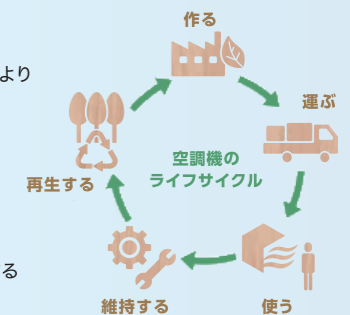 作る
より
運ぶ
空調機の
ライフサイクル
再生する
る
維持する
使う